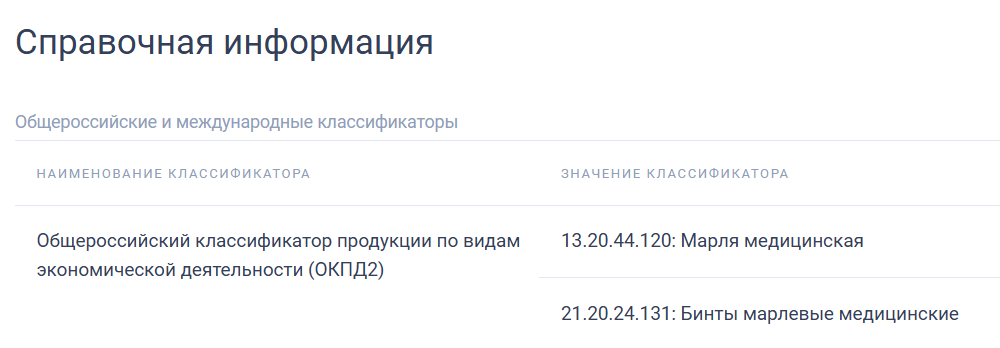 Справочная информация
Общероссийские и международные классификаторы
НАИМЕНОВАНИЕ КЛАССИФИКАТОРА
ЗНАЧЕНИЕ КЛАССИФИКАТОРА
Общероссийский классификатор продукции по видам
экономической деятельности (ОКПД2)
13.20.44.120: Марля медицинская
21.20.24.131: Бинты марлевые медицинские